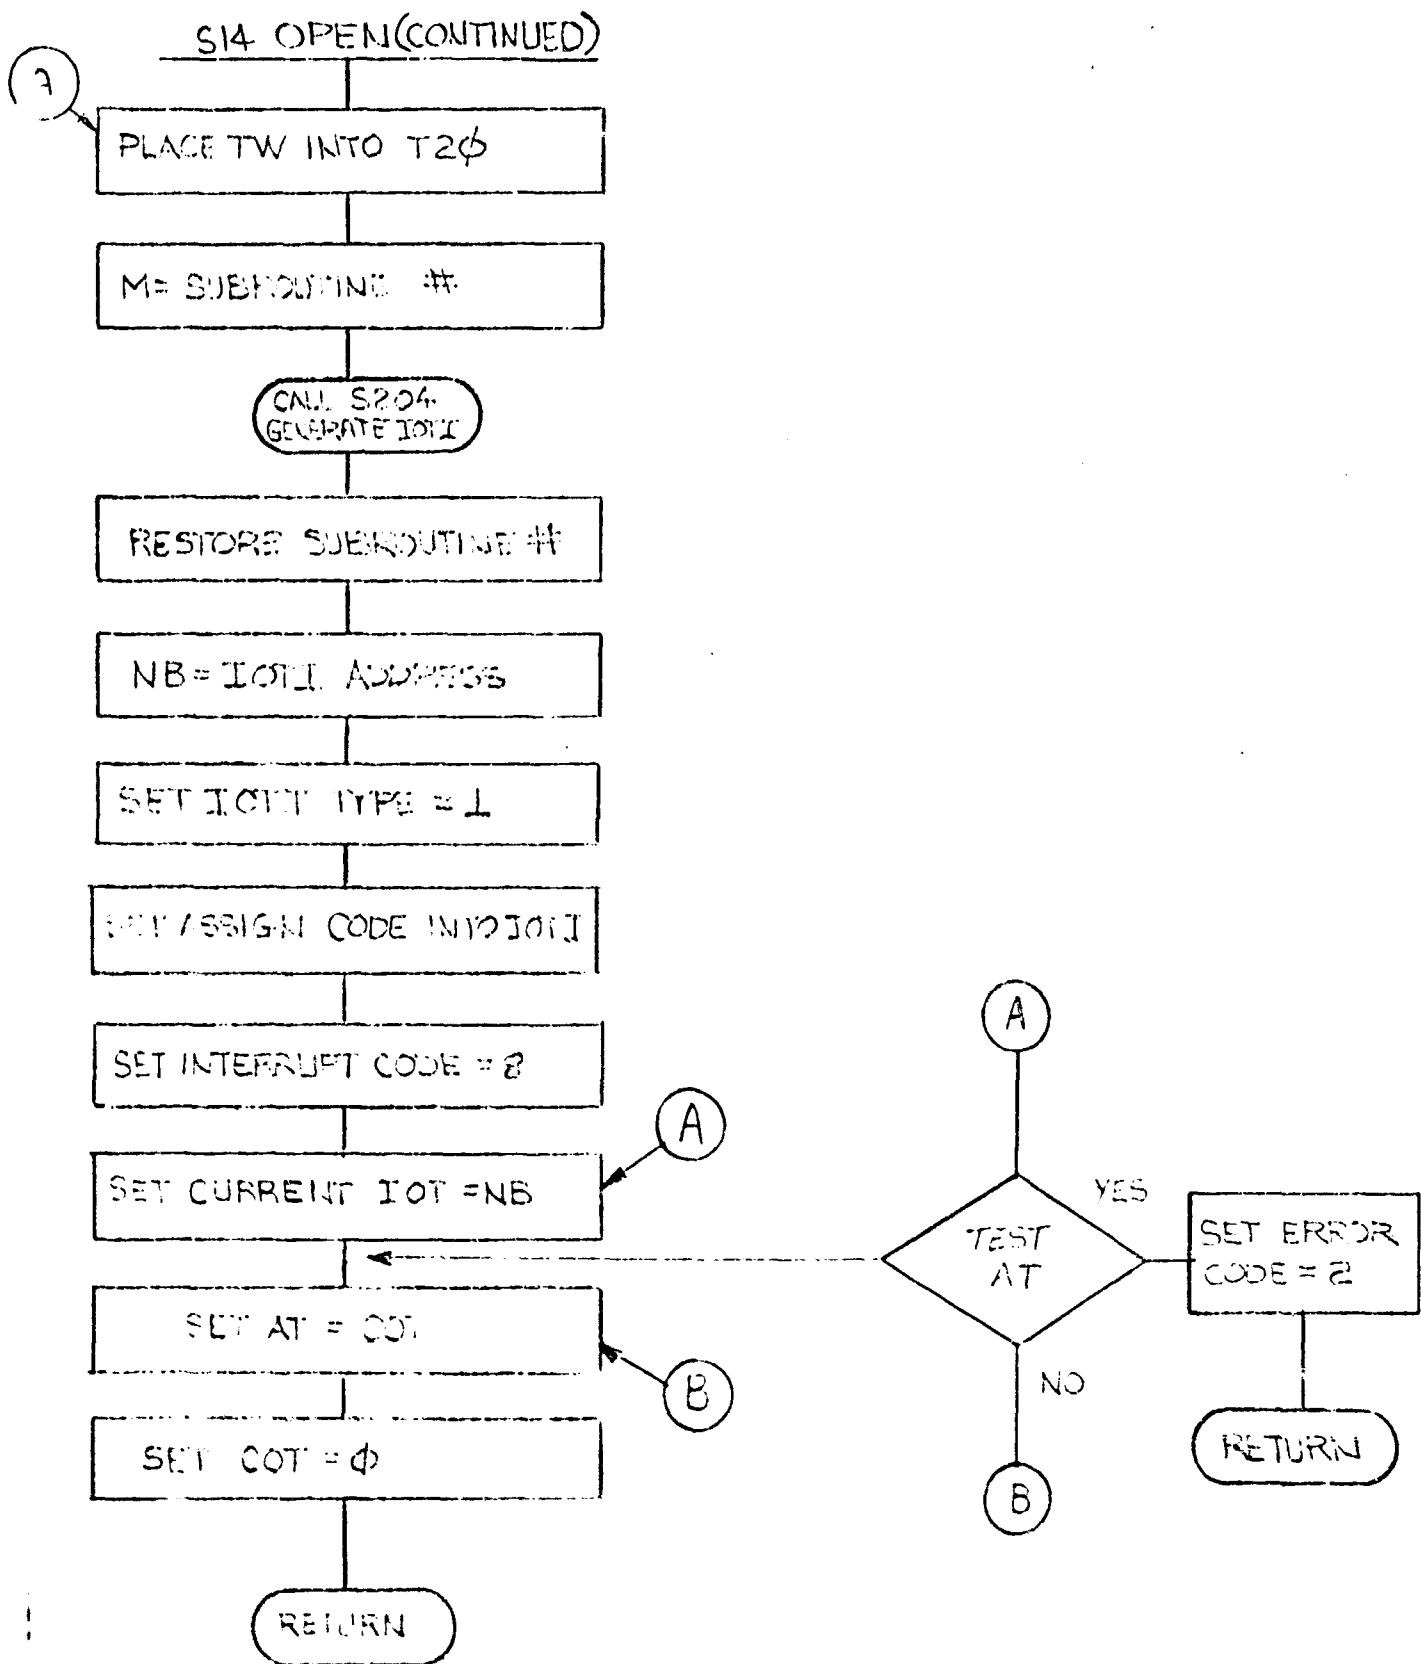 S14 OPEN(CONTINUED)
7
PLACE TW INTO T2φ
M= SUBROUTINE #
CALL S204
GENERATE IOTI
RESTORE SUBROUTINE #
NB = IOTI ADDRESS
SET IOTI TYPE = 1
SET ASSIGN CODE INTO IOTI
SET INTERRUPT CODE = 8
A
SET CURRENT IOT = NB
SET AT = COT
B
SET COT = φ
RETURN
A
TEST
AT
YES
SET ERROR
CODE = 2
NO
RETURN
B